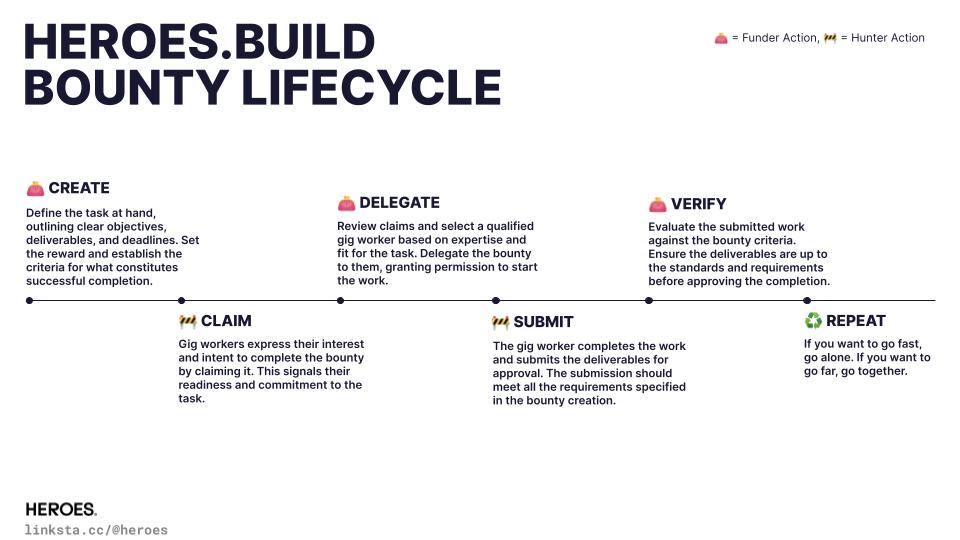 HEROES.BUILD
BOUNTY LIFECYCLE
👛 = Funder Action, 🚧 = Hunter Action
👛 CREATE
Define the task at hand,
outlining clear objectives,
deliverables, and deadlines. Set
the reward and establish the
criteria for what constitutes
successful completion.
🚧 CLAIM
Gig workers express their interest
and intent to complete the bounty
by claiming it. This signals their
readiness and commitment to the
task.
👛 DELEGATE
Review claims and select a qualified
gig worker based on expertise and
fit for the task. Delegate the bounty
to them, granting permission to start
the work.
🚧 SUBMIT
The gig worker completes the work
and submits the deliverables for
approval. The submission should
meet all the requirements specified
in the bounty creation.
👛 VERIFY
Evaluate the submitted work
against the bounty criteria.
Ensure the deliverables are up to
the standards and requirements
before approving the completion.
♻️ REPEAT
If you want to go fast,
go alone. If you want to
go far, go together.
HEROES.
linksta.cc/@heroes